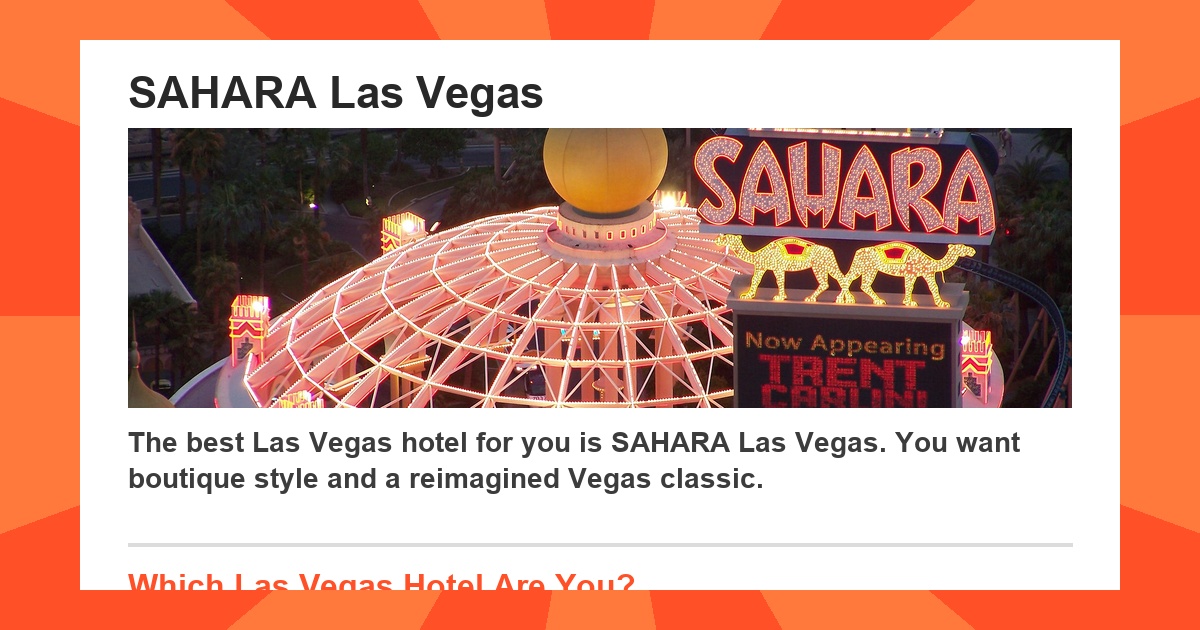 SAHARA Las Vegas
SAHARA
Now Appearing
TRENT
The best Las Vegas hotel for you is SAHARA Las Vegas. You want
boutique style and a reimagined Vegas classic.
Which Las Vegas Hotel Are You?